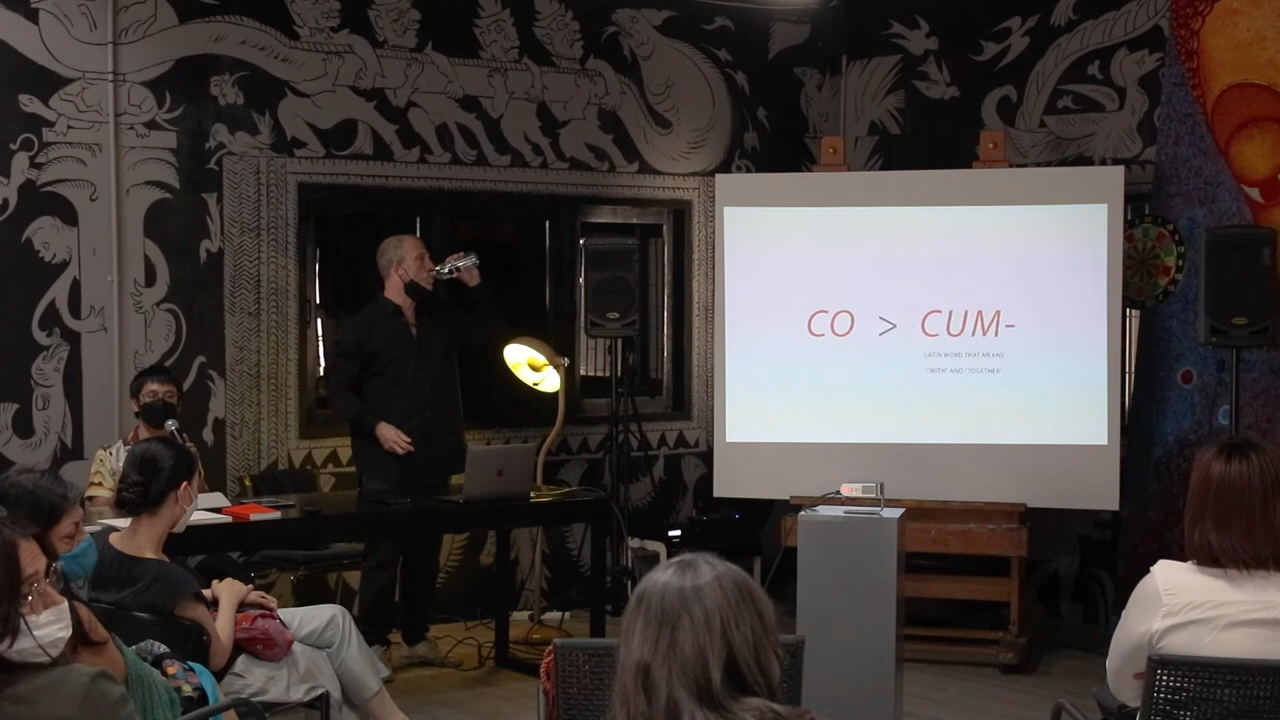 CO > CUM-
LATIN WORD THAT MEANS
"WITH" AND "TOGETHER"